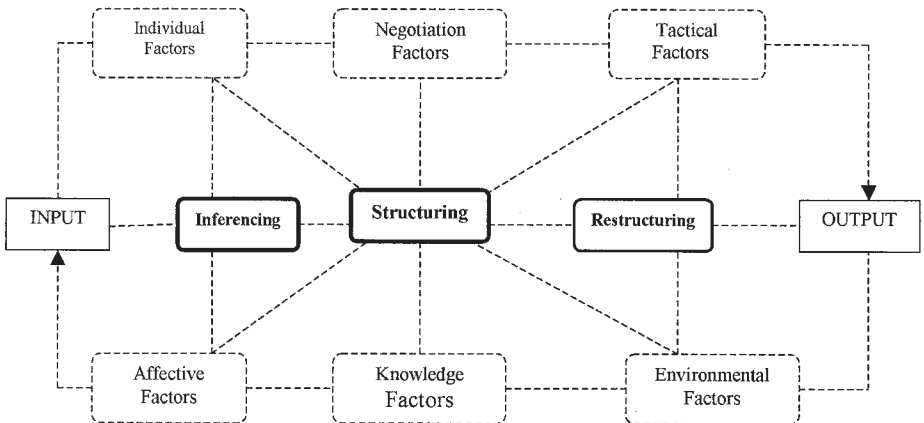 Individual
Factors
Negotiation
Factors
Tactical
Factors
INPUT
Inferencing
Structuring
Restructuring
OUTPUT
Affective
Factors
Knowledge
Factors
Environmental
Factors